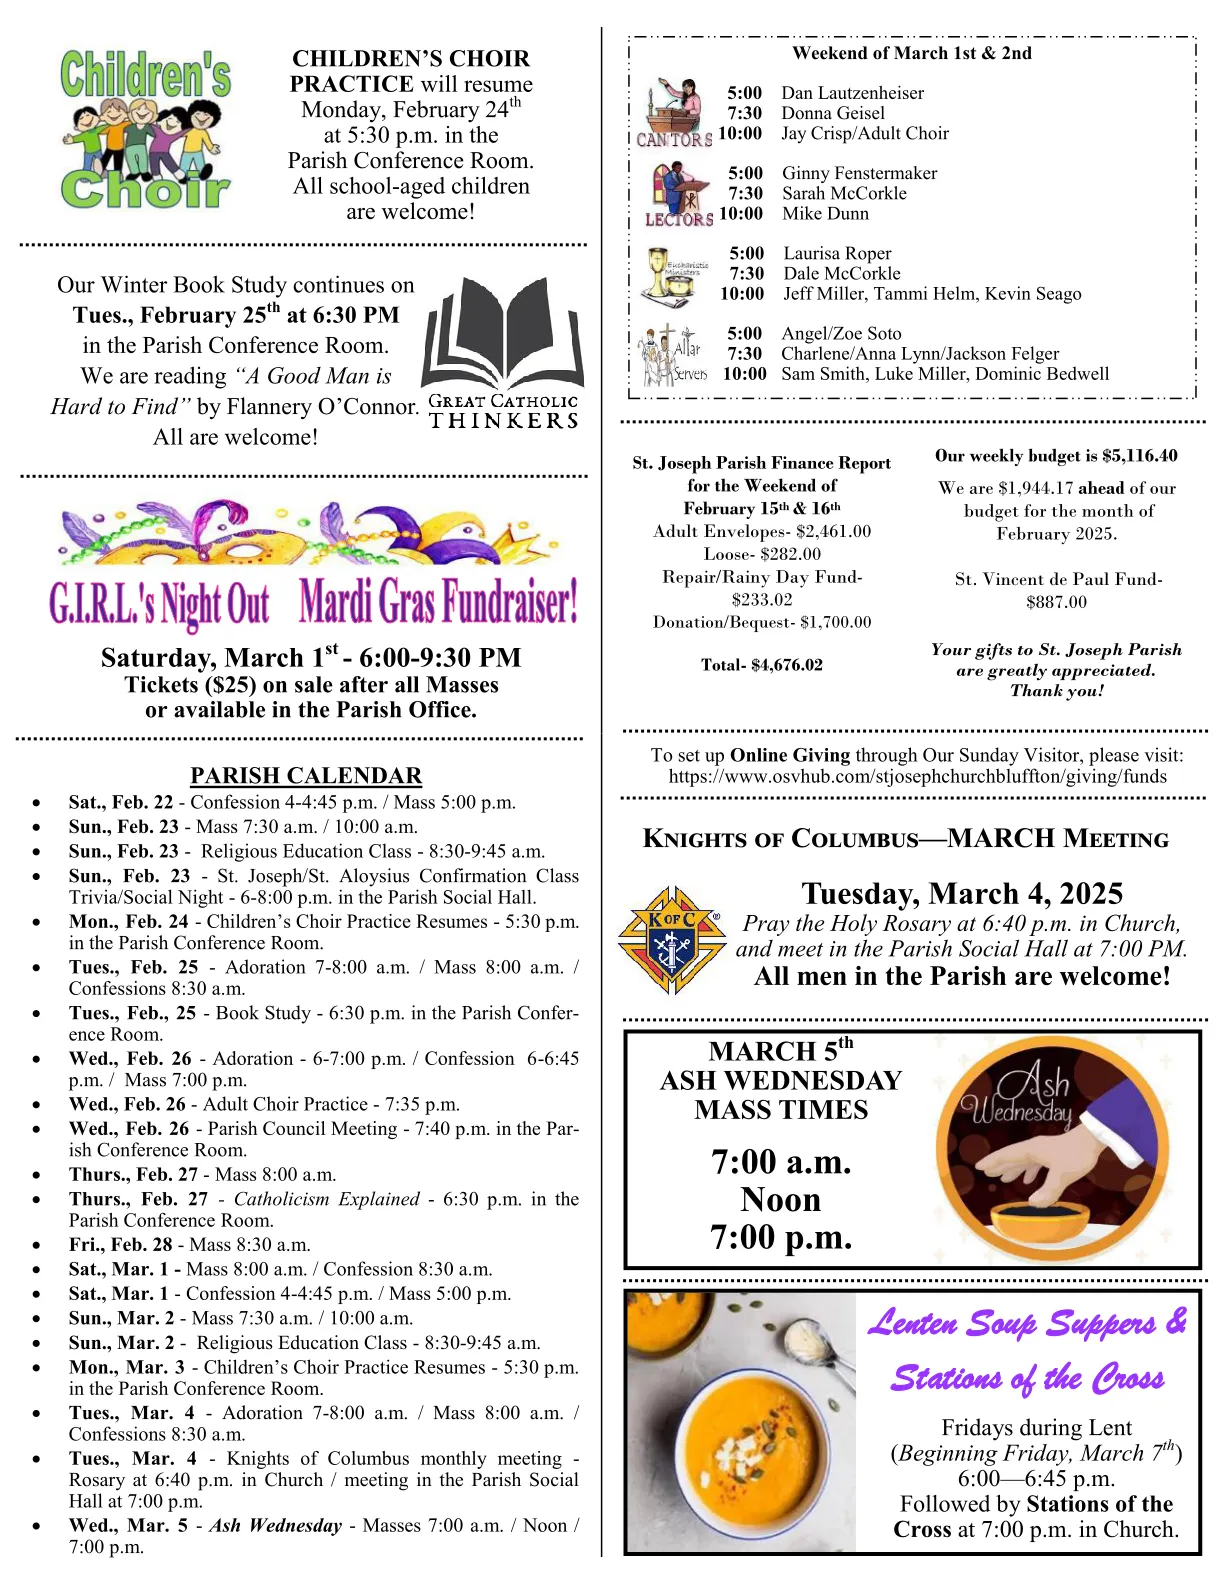 Children's
Choir
CHILDREN'S CHOIR
PRACTICE will resume
Monday, February 24th
at 5:30 p.m. in the
Parish Conference Room.
All school-aged children
are welcome!
Our Winter Book Study continues on
Tues., February 25th at 6:30 PM
in the Parish Conference Room.
We are reading “A Good Man is
Hard to Find” by Flannery O’Connor.
All are welcome!
GREAT CATHOLIC
THINKERS
G.I.R.L.'s Night Out Mardi Gras Fundraiser!
Saturday, March 1st - 6:00-9:30 PM
Tickets ($25) on sale after all Masses
or available in the Parish Office.
PARISH CALENDAR
• Sat., Feb. 22 - Confession 4-4:45 p.m. / Mass 5:00 p.m.
• Sun., Feb. 23 - Mass 7:30 a.m. / 10:00 a.m.
• Sun., Feb. 23 - Religious Education Class - 8:30-9:45 a.m.
• Sun., Feb. 23 - St. Joseph/St. Aloysius Confirmation Class
Trivia/Social Night - 6-8:00 p.m. in the Parish Social Hall.
• Mon., Feb. 24 - Children’s Choir Practice Resumes - 5:30 p.m.
in the Parish Conference Room.
• Tues., Feb. 25 - Adoration 7-8:00 a.m. / Mass 8:00 a.m. /
Confessions 8:30 a.m.
• Tues., Feb., 25 - Book Study - 6:30 p.m. in the Parish Confer-
ence Room.
• Wed., Feb. 26 - Adoration - 6-7:00 p.m. / Confession 6-6:45
p.m. / Mass 7:00 p.m.
• Wed., Feb. 26 - Adult Choir Practice - 7:35 p.m.
• Wed., Feb. 26 - Parish Council Meeting - 7:40 p.m. in the Par-
ish Conference Room.
• Thurs., Feb. 27 - Mass 8:00 a.m.
• Thurs., Feb. 27 - Catholicism Explained - 6:30 p.m. in the
Parish Conference Room.
• Fri., Feb. 28 - Mass 8:30 a.m.
• Sat., Mar. 1 - Mass 8:00 a.m. / Confession 8:30 a.m.
• Sat., Mar. 1 - Confession 4-4:45 p.m. / Mass 5:00 p.m.
• Sun., Mar. 2 - Mass 7:30 a.m. / 10:00 a.m.
• Sun., Mar. 2 - Religious Education Class - 8:30-9:45 a.m.
• Mon., Mar. 3 - Children’s Choir Practice Resumes - 5:30 p.m.
in the Parish Conference Room.
• Tues., Mar. 4 - Adoration 7-8:00 a.m. / Mass 8:00 a.m. /
Confessions 8:30 a.m.
• Tues., Mar. 4 - Knights of Columbus monthly meeting -
Rosary at 6:40 p.m. in Church / meeting in the Parish Social
Hall at 7:00 p.m.
• Wed., Mar. 5 - Ash Wednesday - Masses 7:00 a.m. / Noon /
7:00 p.m.
Weekend of March 1st & 2nd
CANTORS
5:00 Dan Lautzenheiser
7:30 Donna Geisel
10:00 Jay Crisp/Adult Choir
LECTORS
5:00 Ginny Fenstermaker
7:30 Sarah McCorkle
10:00 Mike Dunn
Eucharistic
Ministers
5:00 Laurisa Roper
7:30 Dale McCorkle
10:00 Jeff Miller, Tammi Helm, Kevin Seago
Altar
Servers
5:00 Angel/Zoe Soto
7:30 Charlene/Anna Lynn/Jackson Felger
10:00 Sam Smith, Luke Miller, Dominic Bedwell
St. Joseph Parish Finance Report
for the Weekend of
February 15th & 16th
Adult Envelopes- $2,461.00
Loose- $282.00
Repair/Rainy Day Fund-
$233.02
Donation/Bequest- $1,700.00
Total- $4,676.02
Our weekly budget is $5,116.40
We are $1,944.17 ahead of our
budget for the month of
February 2025.
St. Vincent de Paul Fund-
$887.00
Your gifts to St. Joseph Parish
are greatly appreciated.
Thank you!
To set up Online Giving through Our Sunday Visitor, please visit:
https://www.osvhub.com/stjosephchurchbluffton/giving/funds
KNIGHTS OF COLUMBUS—MARCH MEETING
K OF C ®
Tuesday, March 4, 2025
Pray the Holy Rosary at 6:40 p.m. in Church,
and meet in the Parish Social Hall at 7:00 PM.
All men in the Parish are welcome!
MARCH 5th
ASH WEDNESDAY
MASS TIMES
7:00 a.m.
Noon
7:00 p.m.
Ash
Wednesday
Lenten Soup Suppers &
Stations of the Cross
Fridays during Lent
(Beginning Friday, March 7th)
6:00—6:45 p.m.
Followed by Stations of the
Cross at 7:00 p.m. in Church.